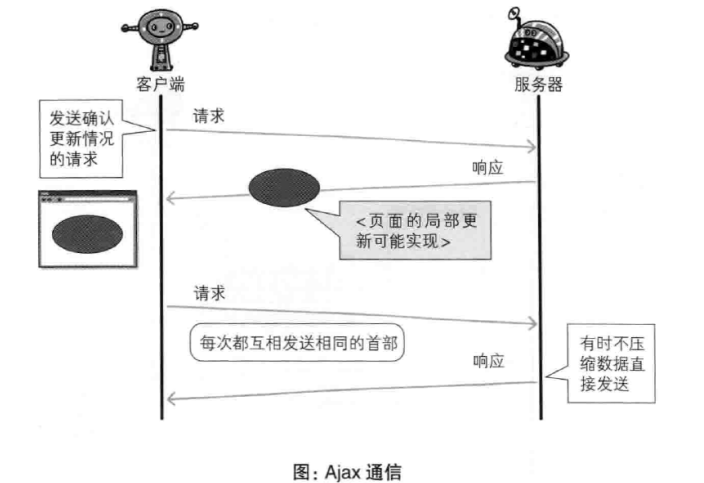 客户端
服务器
发送确认
更新情况
的请求
请求
响应
<页面的局部更
新可能实现>
请求
每次都互相发送相同的首部
响应
有时不压
缩数据直
接发送
图：Ajax 通信